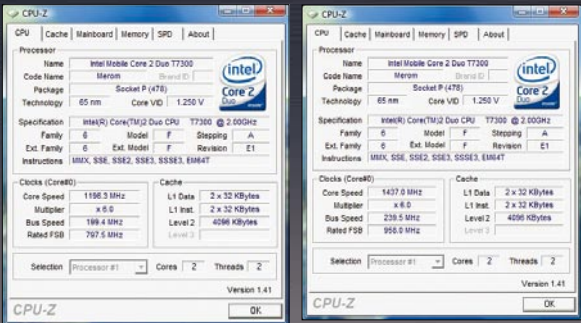 CPU-Z
CPU Cache Mainboard Memory SPD About
Processor
Name Intel Mobile Core 2 Duo T7300
Code Name Merom Brand ID
Package Socket P (478)
Technology 65 nm Core VID 1.250 V
intel
Core 2
Duo
Specification Intel(R) Core(TM)2 Duo CPU T7300 @ 2.00GHz
Family 6 Model F Stepping A
Ext. Family 6 Ext. Model F Revision E1
Instructions MMX, SSE, SSE2, SSE3, SSSE3, EM64T
Clocks (Core#0) Cache
Core Speed 1196.3 MHz L1 Data 2 x 32 KBytes
Multiplier x 6.0 L1 Inst. 2 x 32 KBytes
Bus Speed 199.4 MHz Level 2 4096 KBytes
Rated FSB 797.5 MHz Level 3
Selection Processor #1 Cores 2 Threads 2
Version 1.41
CPU-Z OK
CPU-Z
CPU Cache Mainboard Memory SPD About
Processor
Name Intel Mobile Core 2 Duo T7300
Code Name Merom Brand ID
Package Socket P (478)
Technology 65 nm Core VID 1.250 V
intel
Core 2
Duo
Specification Intel(R) Core(TM)2 Duo CPU T7300 @ 2.00GHz
Family 6 Model F Stepping A
Ext. Family 6 Ext. Model F Revision E1
Instructions MMX, SSE, SSE2, SSE3, SSSE3, EM64T
Clocks (Core#0) Cache
Core Speed 1437.0 MHz L1 Data 2 x 32 KBytes
Multiplier x 6.0 L1 Inst. 2 x 32 KBytes
Bus Speed 239.5 MHz Level 2 4096 KBytes
Rated FSB 958.0 MHz Level 3
Selection Processor #1 Cores 2 Threads 2
Version 1.41
CPU-Z OK